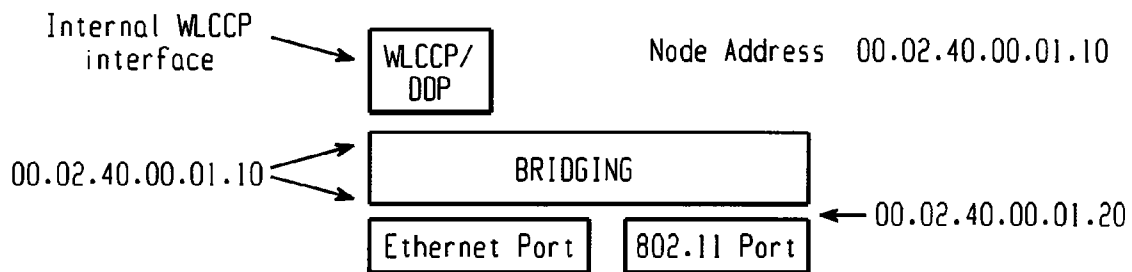 Internal WLCCP
interface
WLCCP/
DDP
Node Address 00.02.40.00.01.10
00.02.40.00.01.10
BRIDGING
00.02.40.00.01.20
Ethernet Port
802.11 Port